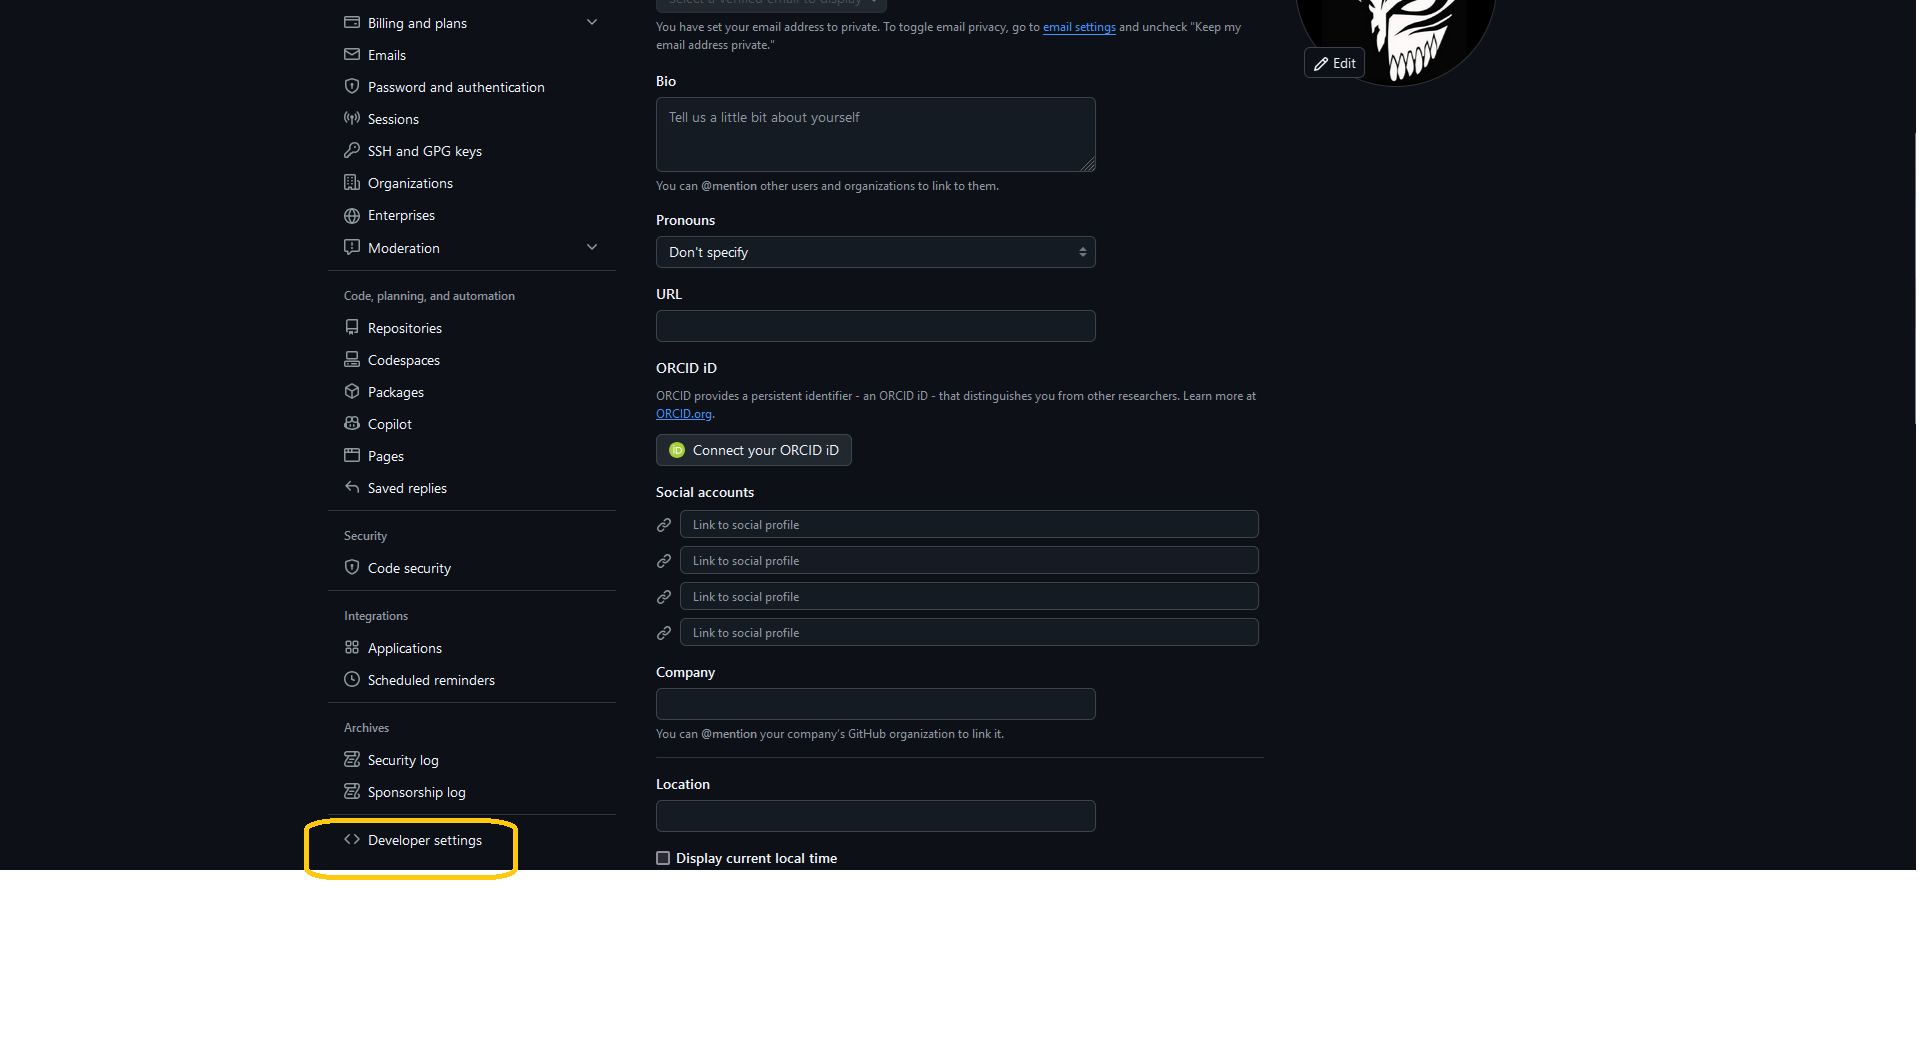 Billing and plans
Emails
Password and authentication
Sessions
SSH and GPG keys
Organizations
Enterprises
Moderation
Code, planning, and automation
Repositories
Codespaces
Packages
Copilot
Pages
Saved replies
Security
Code security
Integrations
Applications
Scheduled reminders
Archives
Security log
Sponsorship log
Developer settings
Select a verified email to display
You have set your email address to private. To toggle email privacy, go to email settings and uncheck "Keep my
email address private."
Bio
Tell us a little bit about yourself
You can @mention other users and organizations to link to them.
Pronouns
Don't specify
URL
ORCID iD
ORCID provides a persistent identifier - an ORCID iD - that distinguishes you from other researchers. Learn more at
ORCID.org.
iD Connect your ORCID iD
Social accounts
Link to social profile
Link to social profile
Link to social profile
Link to social profile
Company
You can @mention your company's GitHub organization to link it.
Location
Display current local time
Edit